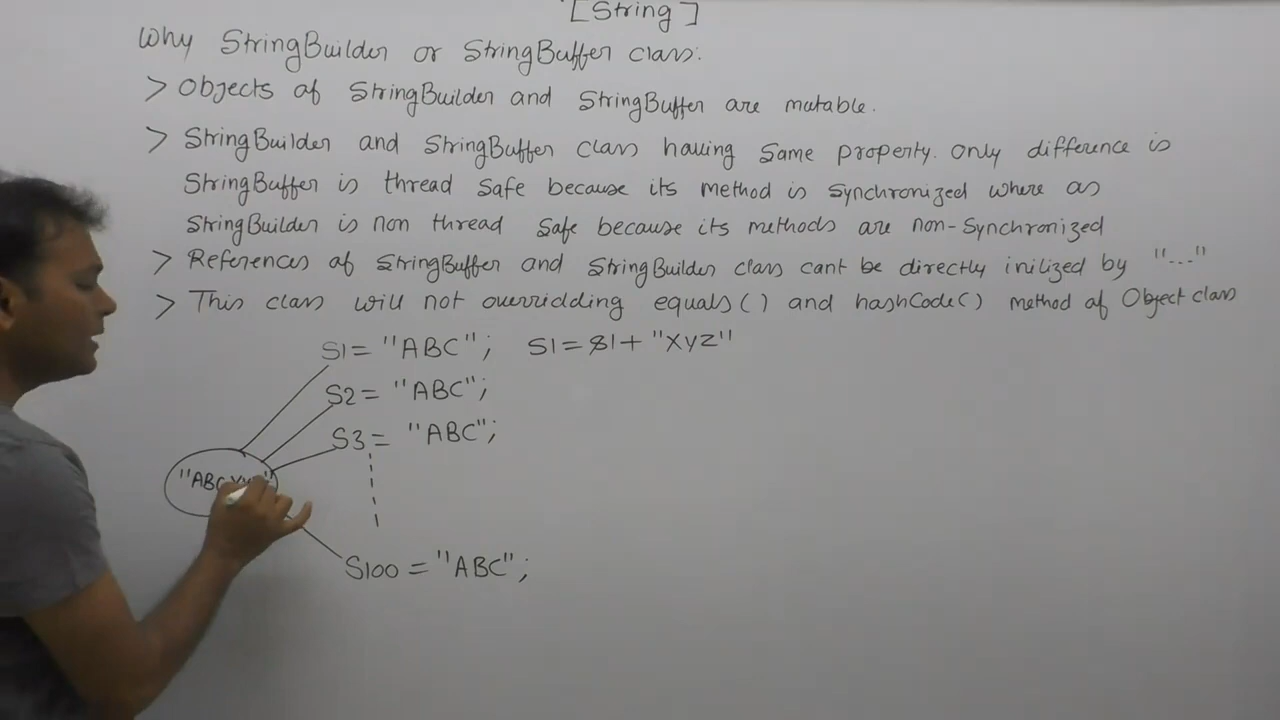 [String]
Why StringBuilder or StringBuffer class:
> Objects of StringBuilder and StringBuffer are mutable.
> StringBuilder and StringBuffer class having same property. only difference is
StringBuffer is thread safe because its method is synchronized where as
StringBuilder is non thread safe because its methods are non-synchronized
> References of StringBuffer and StringBuilder class cant be directly inilized by "..."
> This class will not overridding equals() and hashCode() method of Object class
S1 = "ABC"; S1 = S1 + "XYZ"
S2 = "ABC";
S3 = "ABC";
"ABC
S100 = "ABC";